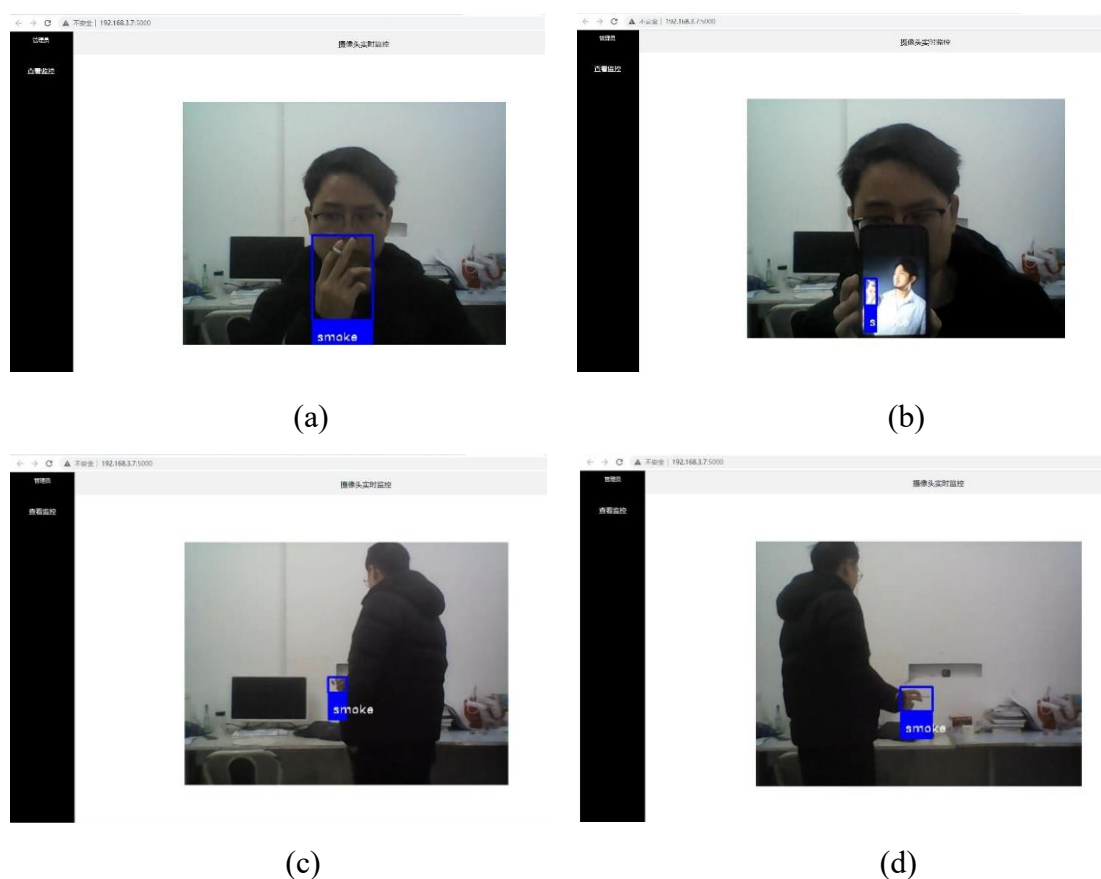 不安全 | 192.168.3.7:5000
管理员
摄像头实时监控
查看监控
smoke
(a)
不安全 | 192.168.3.7:5000
管理员
摄像头实时监控
查看监控
s
(b)
不安全 | 192.168.3.7:5000
管理员
摄像头实时监控
查看监控
smoke
(c)
不安全 | 192.168.3.7:5000
管理员
摄像头实时监控
查看监控
smoke
(d)